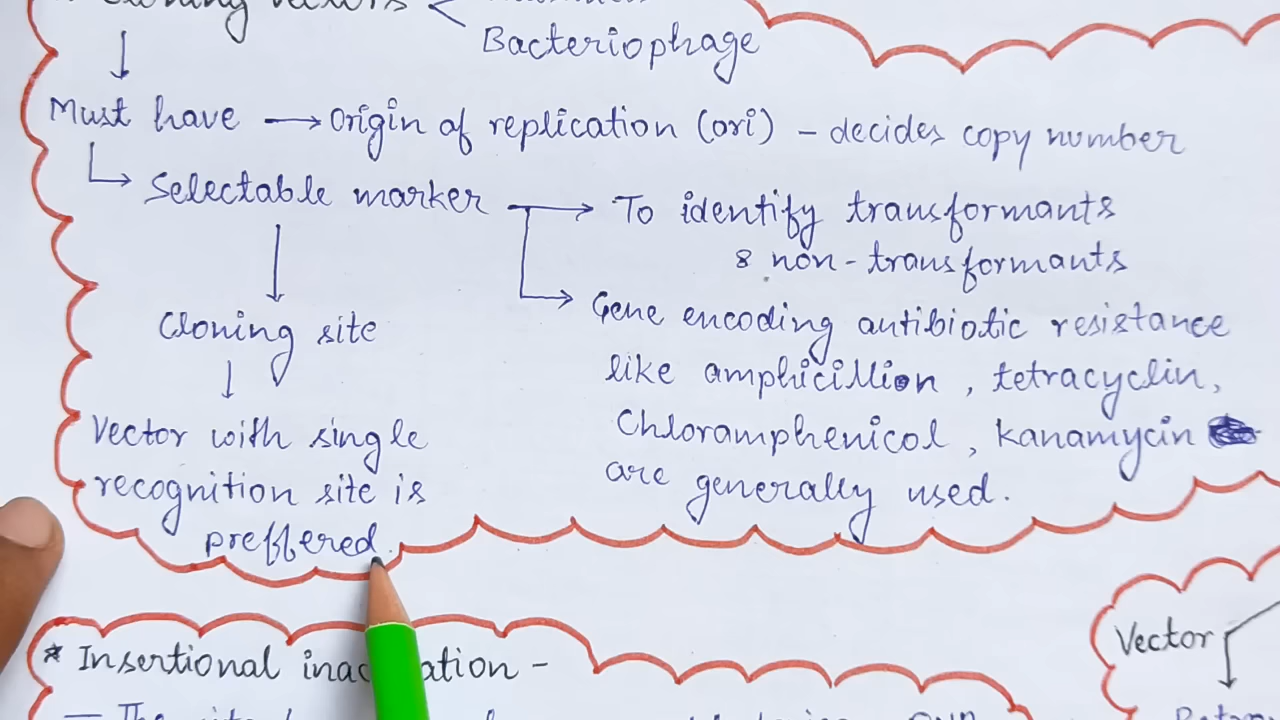 cloning vectors
Bacteriophage
Must have → Origin of replication (ori) - decides copy number
Selectable marker → To identify transformants
& non-transformants
Gene encoding antibiotic resistance
like amphicillion, tetracyclin,
Chloramphenicol, kanamycin
are generally used.
Cloning site
Vector with single
recognition site is
preffered.
* Insertional ation -
Vector